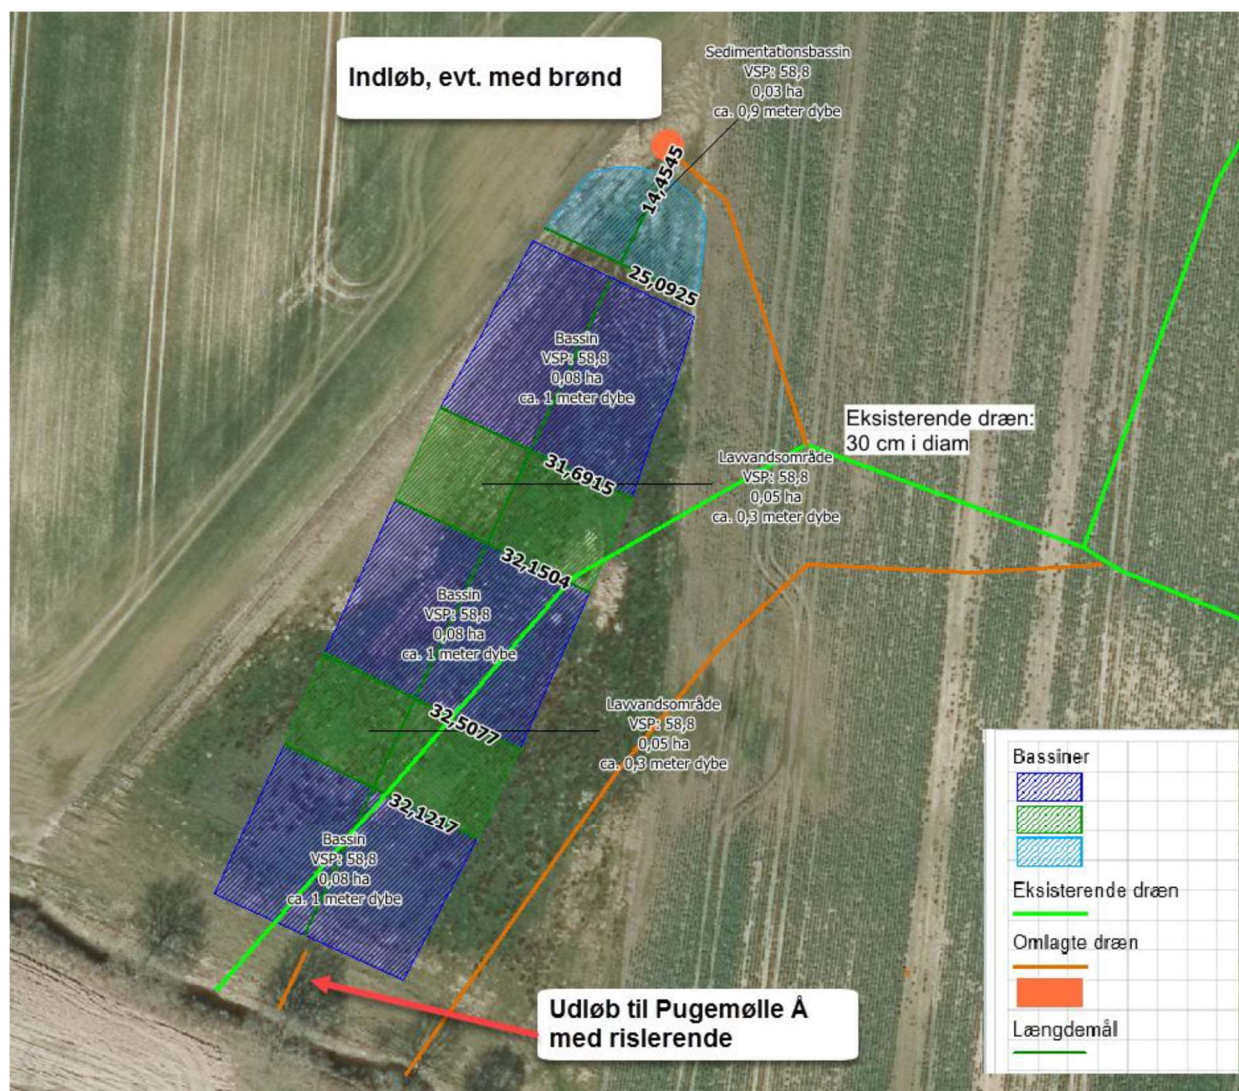 Indløb, evt. med brønd
Sedimentationsbassin
VSP: 58,8
0,03 ha
ca. 0,9 meter dybe
14,4545
25,0925
Bassin
VSP: 58,8
0,08 ha
ca. 1 meter dybe
Eksisterende dræn:
30 cm i diam
31,6915
Lavvandsområde
VSP: 58,8
0,05 ha
ca. 0,3 meter dybe
32,1504
Bassin
VSP: 58,8
0,08 ha
ca. 1 meter dybe
32,5077
Lavvandsområde
VSP: 58,8
0,05 ha
ca. 0,3 meter dybe
32,1217
Bassin
VSP: 58,8
0,08 ha
ca. 1 meter dybe
Udløb til Pugemølle Å
med rislerende
Bassiner
Eksisterende dræn
Omlagte dræn
Længdemål